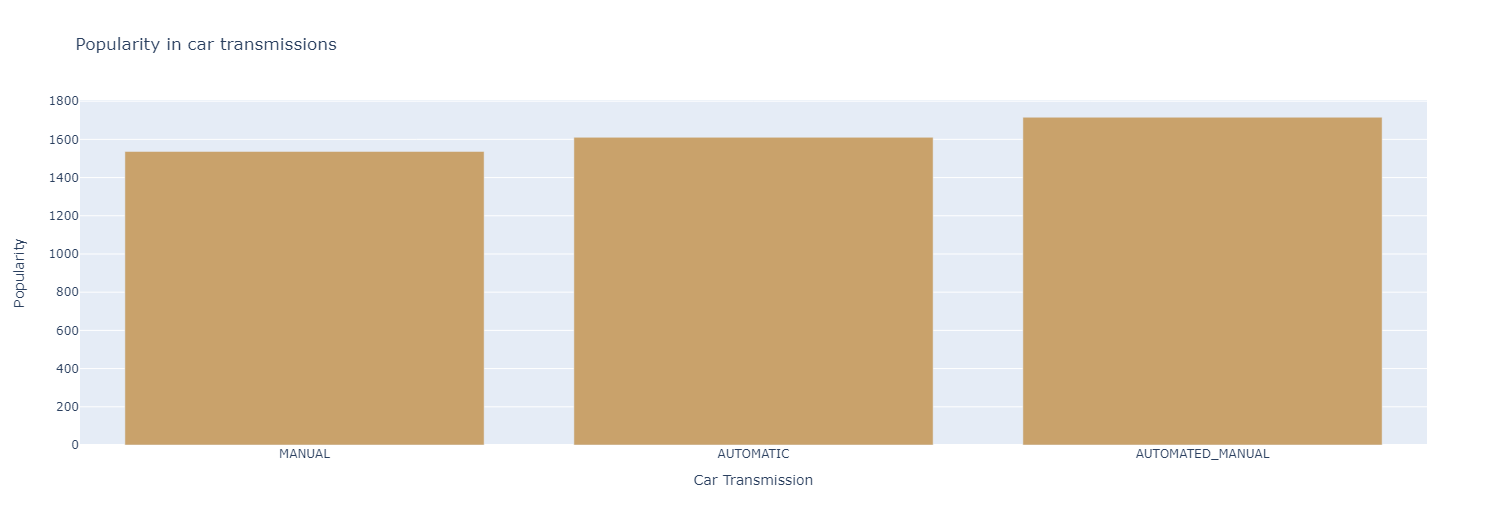 Popularity in car transmissions
1800
1600
1400
1200
1000
800
600
400
200
0
Popularity
MANUAL
AUTOMATIC
AUTOMATED_MANUAL
Car Transmission